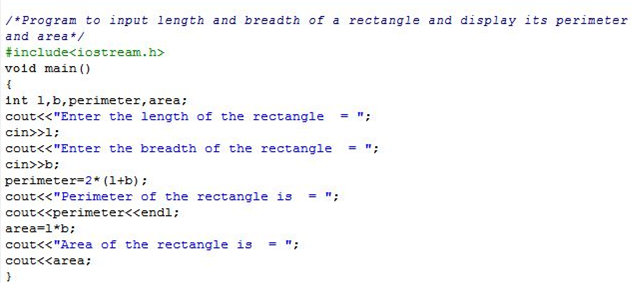 /*Program to input length and breadth of a rectangle and display its perimeter
and area*/
#include<iostream.h>
void main()
{
int l,b,perimeter,area;
cout<<"Enter the length of the rectangle  = ";
cin>>l;
cout<<"Enter the breadth of the rectangle  = ";
cin>>b;
perimeter=2*(l+b);
cout<<"Perimeter of the rectangle is  = ";
cout<<perimeter<<endl;
area=l*b;
cout<<"Area of the rectangle is  = ";
cout<<area;
}